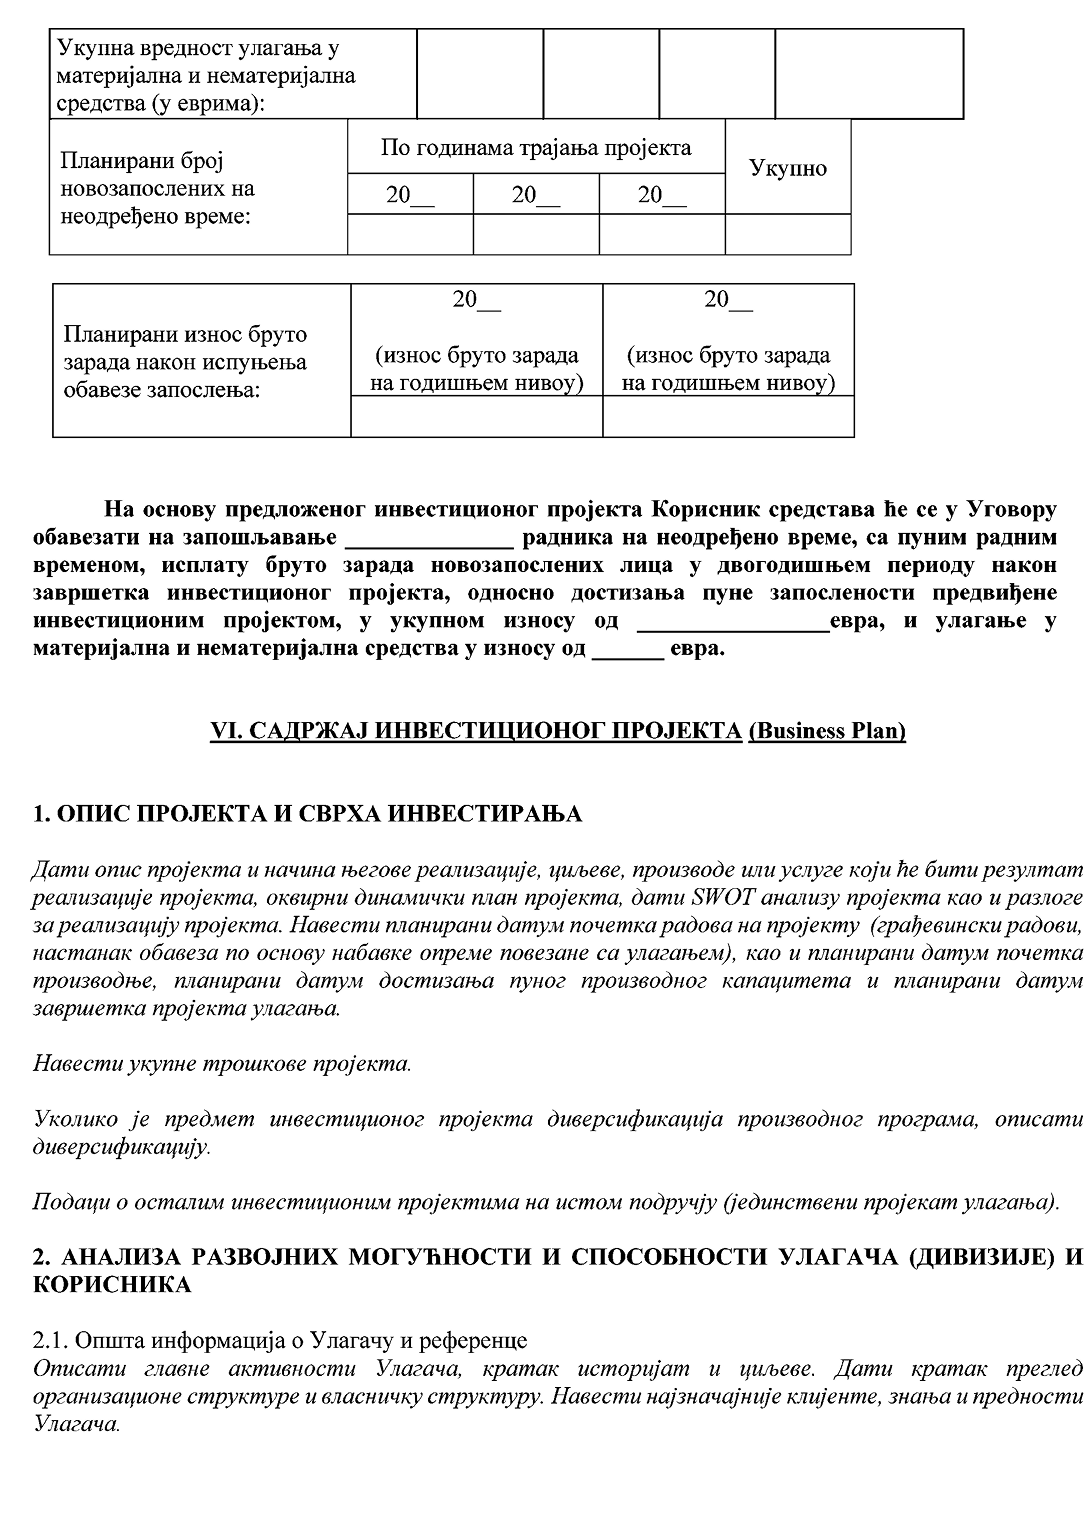 Укупна вредност улагања у
материјална и нематеријална
средства (у еврима):
Планирани број
новозапослених на
неодређено време:
По годинама трајања пројекта
Укупно
20__ 20__ 20__
Планирани износ бруто
зарада након испуњења
обавезе запослења:
20__ 20__
(износ бруто зарада (износ бруто зарада
на годишњем нивоу) на годишњем нивоу)
На основу предложеног инвестиционог пројекта Корисник средстава ће се у Уговору
обавезати на запошљавање ______________ радника на неодређено време, са пуним радним
временом, исплату бруто зарада новозапослених лица у двогодишњем периоду након
завршетка инвестиционог пројекта, односно достизања пуне запослености предвиђене
инвестиционим пројектом, у укупном износу од ________________евра, и улагање у
материјална и нематеријална средства у износу од ______ евра.
VI. САДРЖАЈ ИНВЕСТИЦИОНОГ ПРОЈЕКТА (Business Plan)
1. ОПИС ПРОЈЕКТА И СВРХА ИНВЕСТИРАЊА
Дати опис пројекта и начина његове реализације, циљеве, производе или услуге који ће бити резултат
реализације пројекта, оквирни динамички план пројекта, дати SWOT анализу пројекта као и разлоге
за реализацију пројекта. Навести планирани датум почетка радова на пројекту (грађевински радови,
настанак обавеза по основу набавке опреме повезане са улагањем), као и планирани датум почетка
производње, планирани датум достизања пуног производног капацитета и планирани датум
завршетка пројекта улагања.
Навести укупне трошкове пројекта.
Уколико је предмет инвестиционог пројекта диверсификација производног програма, описати
диверсификацију.
Подаци о осталим инвестиционим пројектима на истом подручју (јединствени пројекат улагања).
2. АНАЛИЗА РАЗВОЈНИХ МОГУЋНОСТИ И СПОСОБНОСТИ УЛАГАЧА (ДИВИЗИЈЕ) И
КОРИСНИКА
2.1. Општа информација о Улагачу и референце
Описати главне активности Улагача, кратак историјат и циљеве. Дати кратак преглед
организационе структуре и власничку структуру. Навести најзначајније клијенте, знања и предности
Улагача.